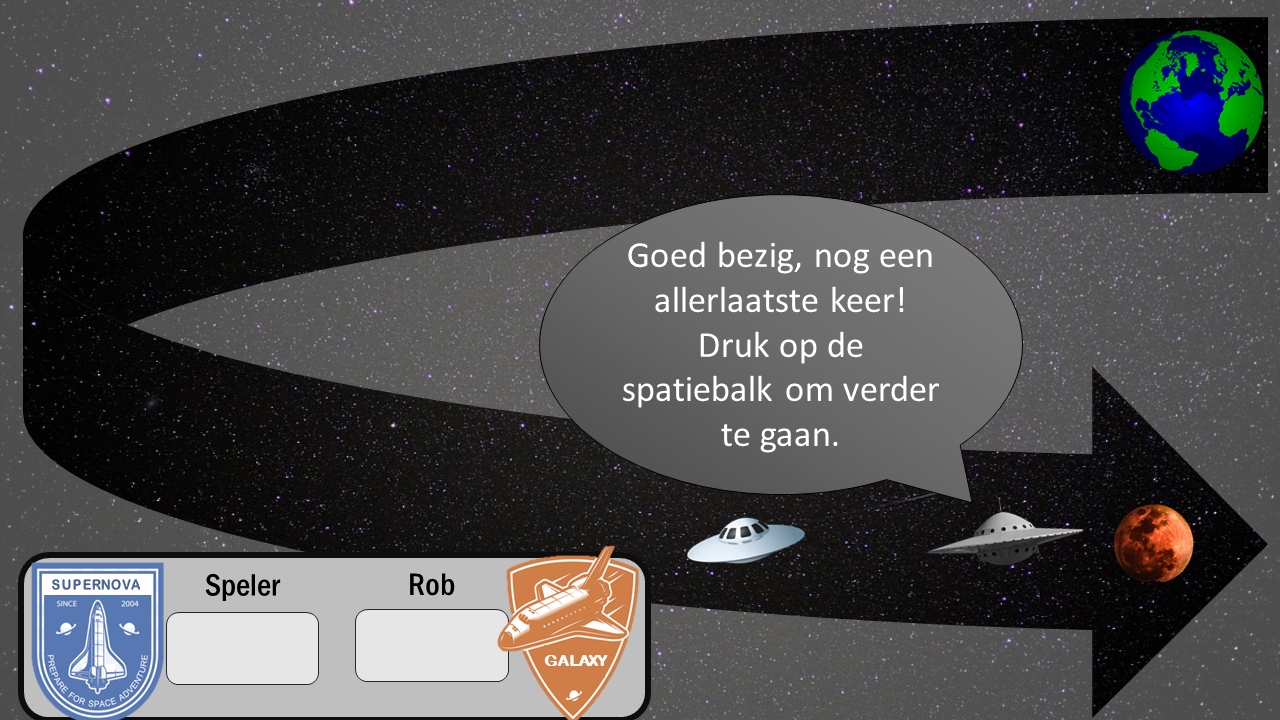 Goed bezig, nog een
allerlaatste keer!
Druk op de
spatiebalk om verder
te gaan.
Speler
Rob
SUPERNOVA
SINCE 2004
PREPARE FOR SPACE ADVENTURE
GALAXY